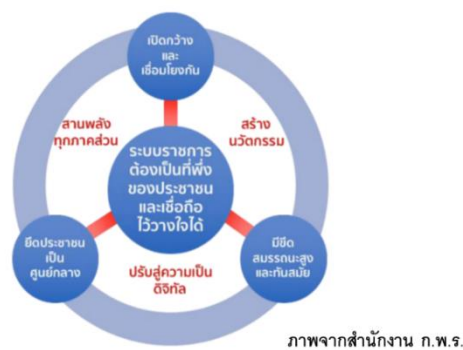 เปิดกว้าง
และ
เชื่อมโยงกัน
สานพลัง
ทุกภาคส่วน
สร้าง
นวัตกรรม
ระบบราชการ
ต้องเป็นที่พึ่ง
ของประชาชน
และเชื่อถือ
ไว้วางใจได้
ยึดประชาชน
เป็น
ศูนย์กลาง
มีขีด
สมรรถนะสูง
และทันสมัย
ปรับสู่ความเป็น
ดิจิทัล
ภาพจากสำนักงาน ก.พ.ร.